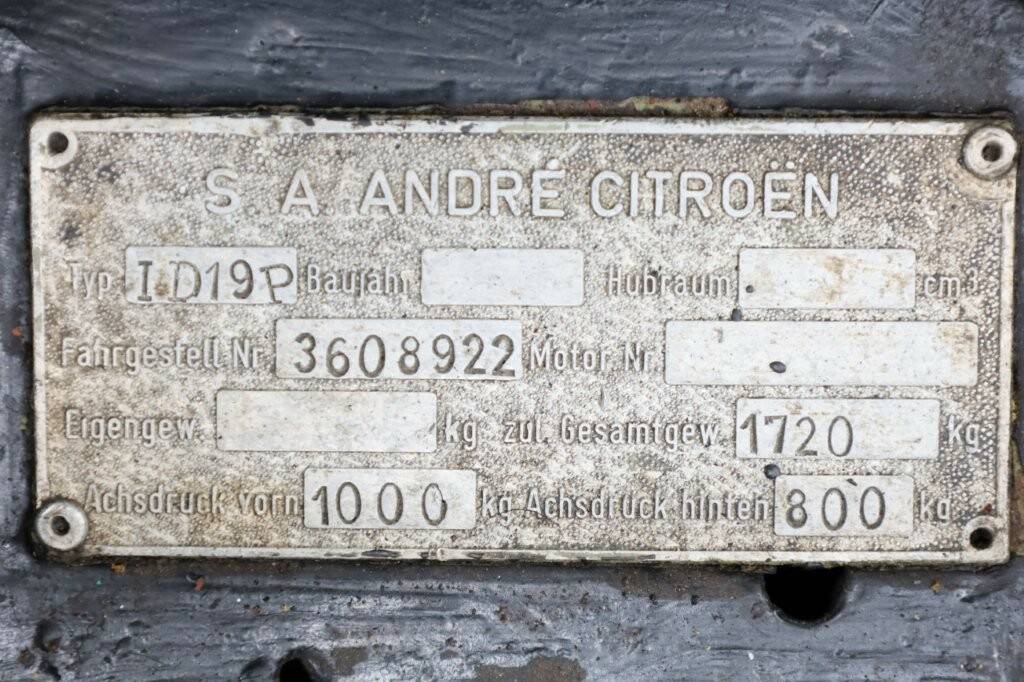 S. A. ANDRÉ CITROËN
Typ ID19P Baujahr Hubraum cm³
Fahrgestell Nr. 3608922 Motor. Nr.
Eigengew. kg zul. Gesamtgew. 1720 kg
Achsdruck vorn 1000 kg Achsdruck hinten 800 kg